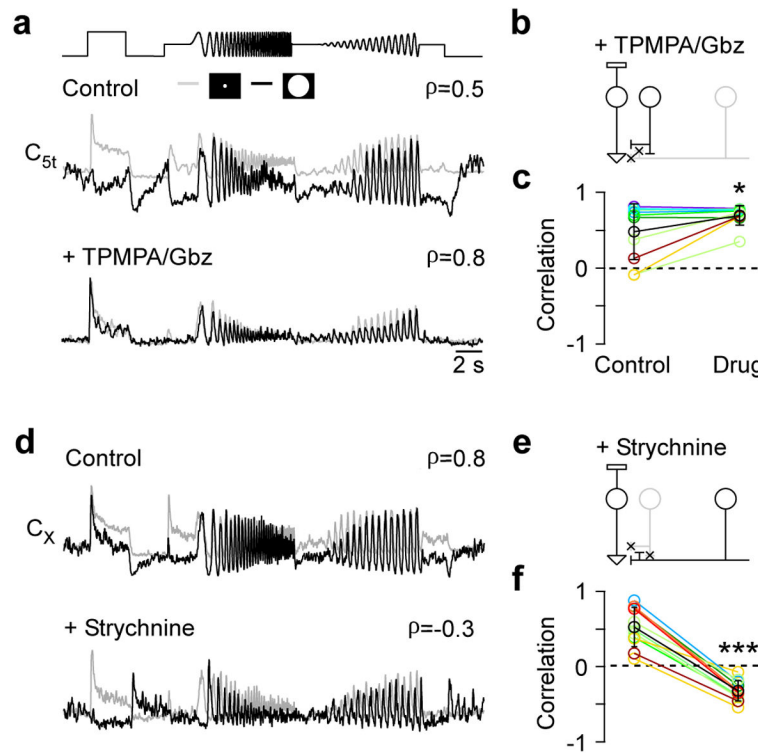 a
Control
ρ=0.5
C5t
+ TPMPA/Gbz
ρ=0.8
2 s
b
+ TPMPA/Gbz
c
*
1
0
-1
Correlation
Control
Drug
d
Control
ρ=0.8
Cx
+ Strychnine
ρ=-0.3
e
+ Strychnine
f
***
1
0
-1
Correlation